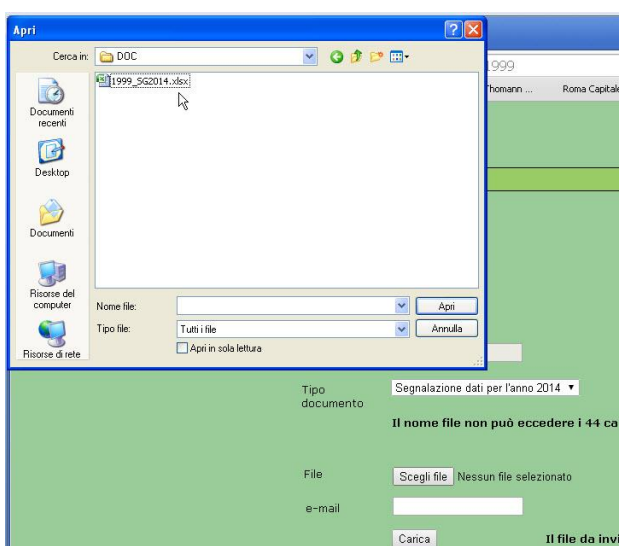 Apri
Cerca in: DOC
1999
1999_SG2014.xlsx
Thomann ... Roma Capitale
Documenti recenti
Desktop
Documenti
Risorse del computer
Risorse di rete
Nome file: Apri
Tipo file: Tutti i file Annulla
Apri in sola lettura
Tipo documento Segnalazione dati per l'anno 2014
Il nome file non può eccedere i 44 ca
File Scegli file Nessun file selezionato
e-mail
Carica Il file da invi